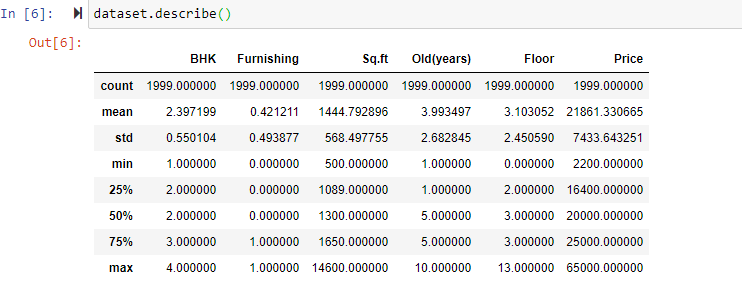 In [6]: dataset.describe()
Out[6]:
BHK Furnishing Sq.ft Old(years) Floor Price
count 1999.000000 1999.000000 1999.000000 1999.000000 1999.000000 1999.000000
mean 2.397199 0.421211 1444.792896 3.993497 3.103052 21861.330665
std 0.550104 0.493877 568.497755 2.682845 2.450590 7433.643251
min 1.000000 0.000000 500.000000 1.000000 0.000000 2200.000000
25% 2.000000 0.000000 1089.000000 1.000000 2.000000 16400.000000
50% 2.000000 0.000000 1300.000000 5.000000 3.000000 20000.000000
75% 3.000000 1.000000 1650.000000 5.000000 3.000000 25000.000000
max 4.000000 1.000000 14600.000000 10.000000 13.000000 65000.000000